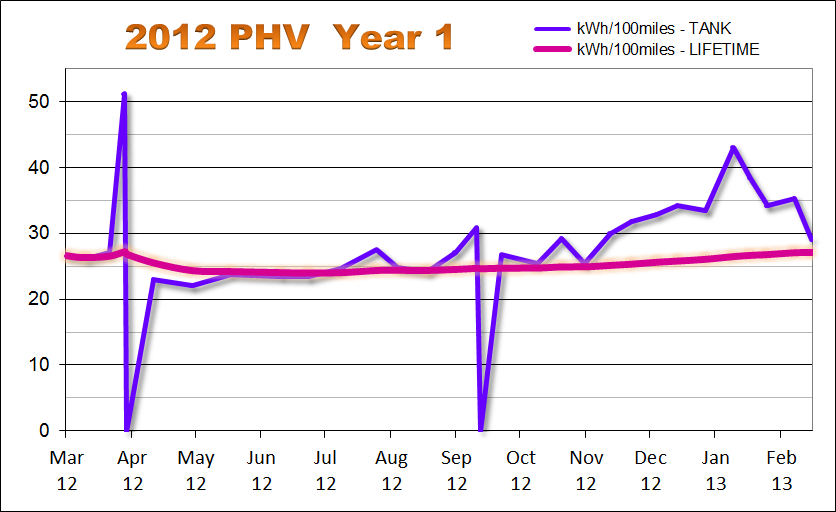 2012 PHV Year 1
kWh/100miles - TANK
kWh/100miles - LIFETIME
50
40
30
20
10
0
Mar Apr May Jun Jul Aug Sep Oct Nov Dec Jan Feb
12 12 12 12 12 12 12 12 12 12 13 13